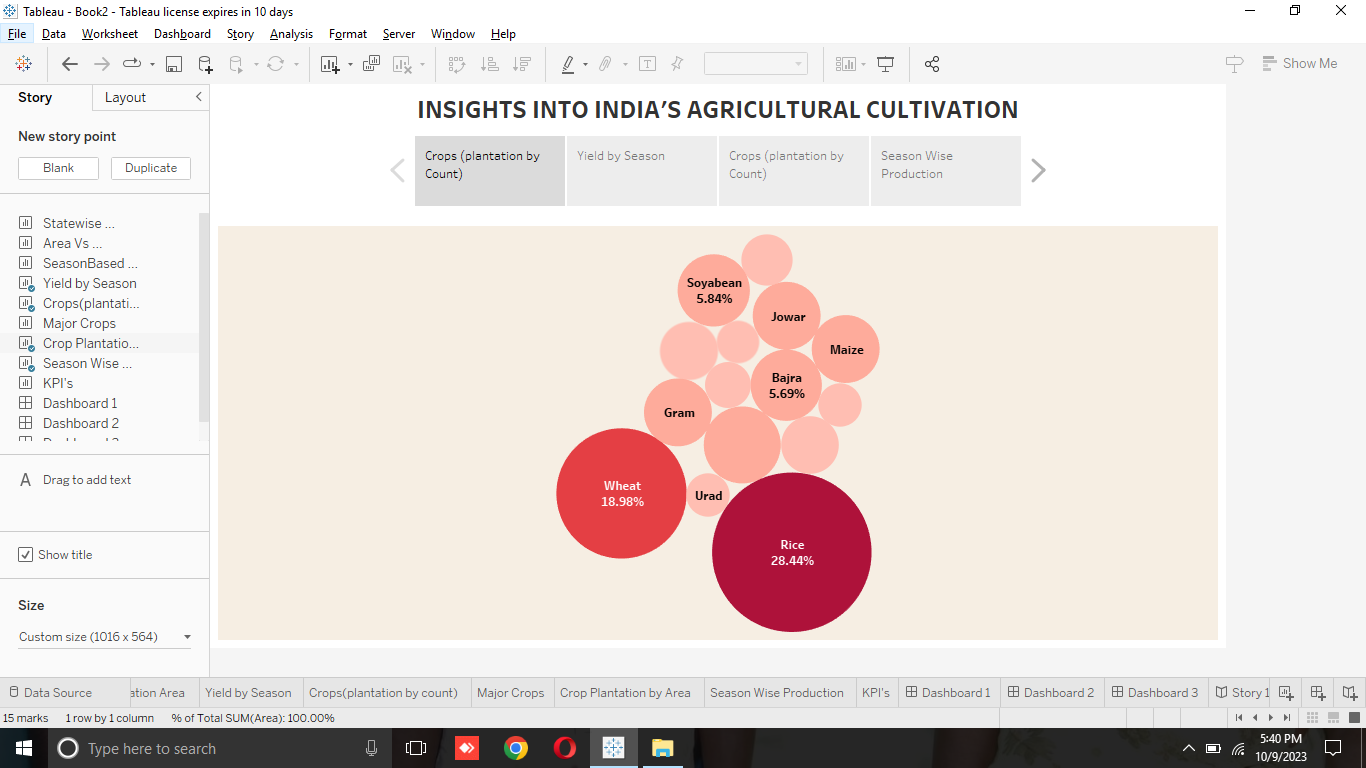 Tableau - Book2 - Tableau license expires in 10 days
File Data Worksheet Dashboard Story Analysis Format Server Window Help
Show Me
Story Layout
New story point
Blank Duplicate
Statewise ...
Area Vs ...
SeasonBased ...
Yield by Season
Crops(plantati...
Major Crops
Crop Plantatio...
Season Wise ...
KPI's
Dashboard 1
Dashboard 2
A Drag to add text
Show title
Size
Custom size (1016 x 564)
INSIGHTS INTO INDIA’S AGRICULTURAL CULTIVATION
Crops (plantation by
Count)
Yield by Season
Crops (plantation by
Count)
Season Wise
Production
Soyabean
5.84%
Jowar
Maize
Bajra
5.69%
Gram
Wheat
18.98%
Urad
Rice
28.44%
Data Source ation Area Yield by Season Crops(plantation by count) Major Crops Crop Plantation by Area Season Wise Production KPI's Dashboard 1 Dashboard 2 Dashboard 3 Story 1
15 marks 1 row by 1 column % of Total SUM(Area): 100.00%
Type here to search
5:40 PM
10/9/2023